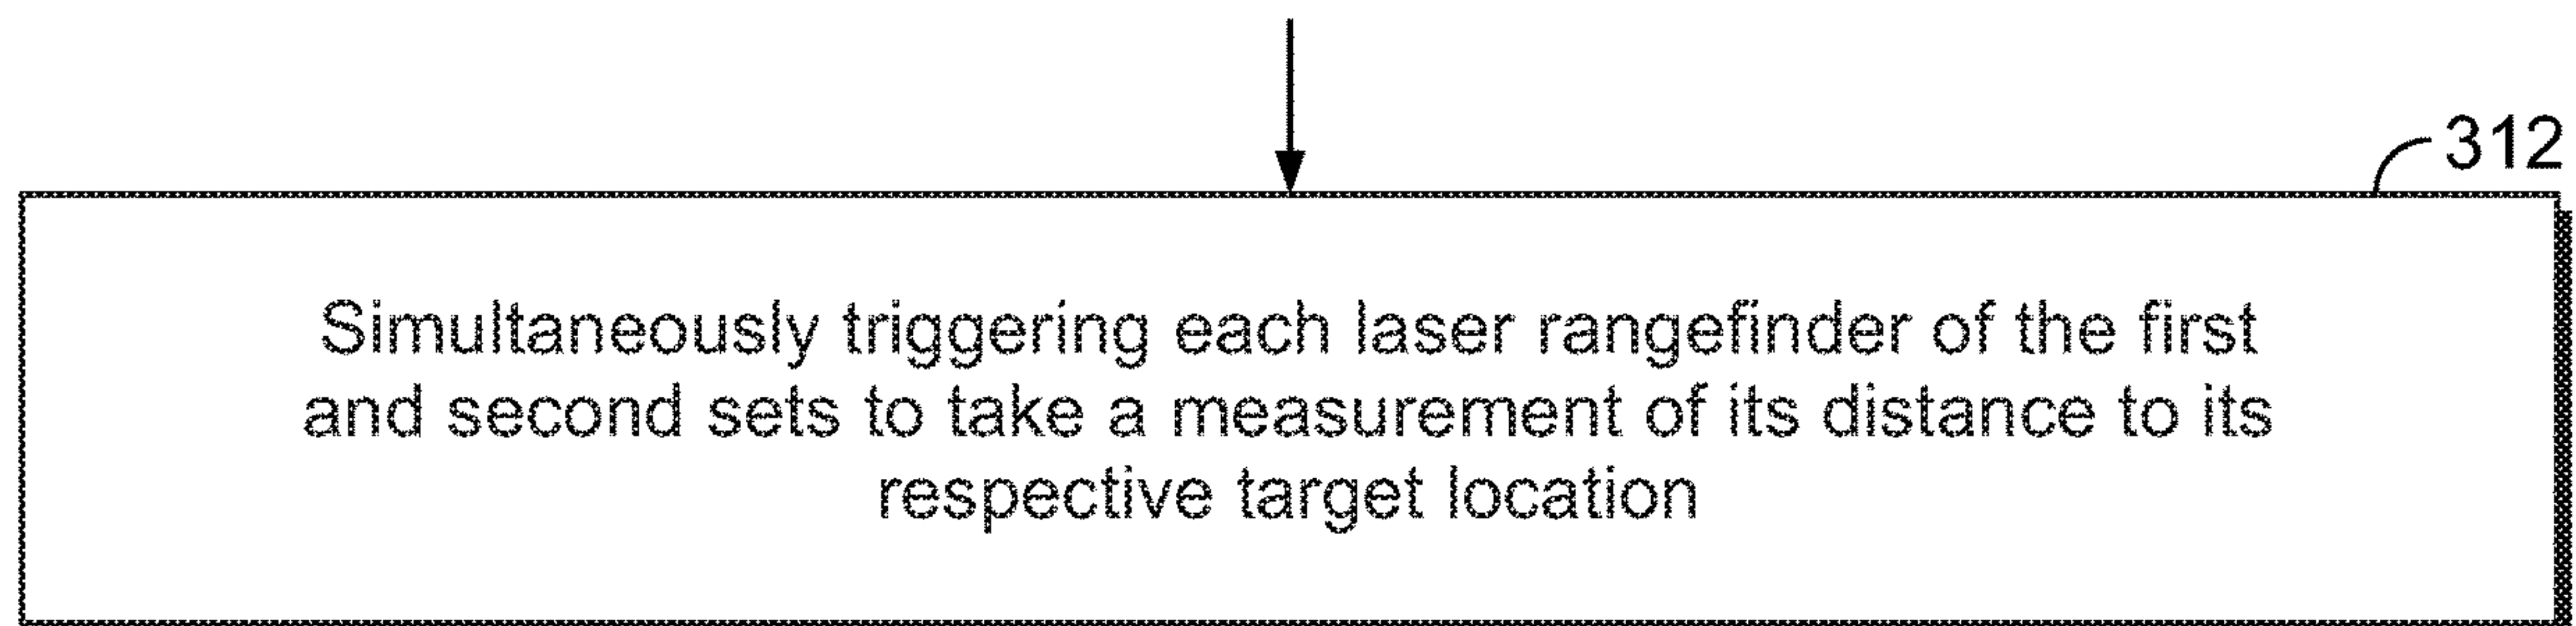 312
Simultaneously triggering each laser rangefinder of the first
and second sets to take a measurement of its distance to its
respective target location